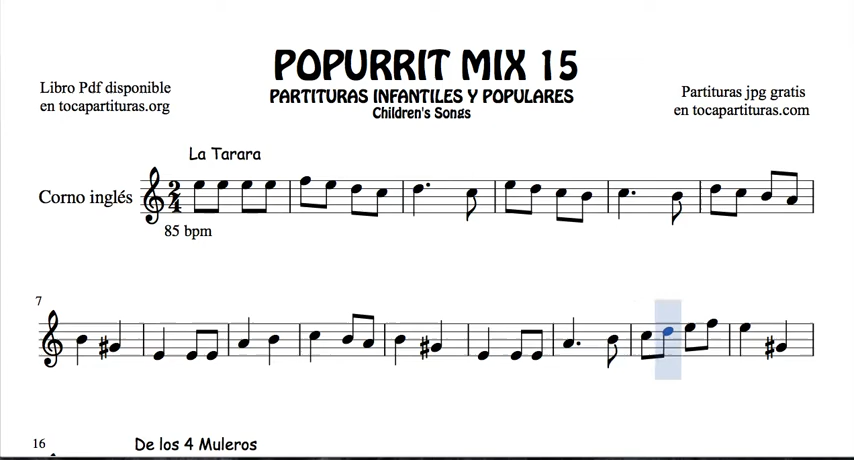 POPURRIT MIX 15
PARTITURAS INFANTILES Y POPULARES
Children's Songs
Libro Pdf disponible
en tocapartituras.org
Partituras jpg gratis
en tocapartituras.com
La Tarara
Corno inglés
2
4
85 bpm
7
16
De los 4 Muleros